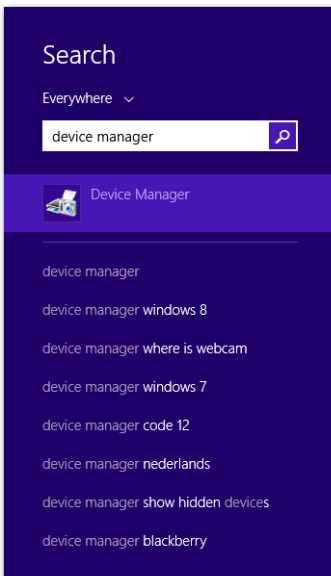 Search
Everywhere
device manager
Device Manager
device manager
device manager windows 8
device manager where is webcam
device manager windows 7
device manager code 12
device manager nederlands
device manager show hidden devices
device manager blackberry